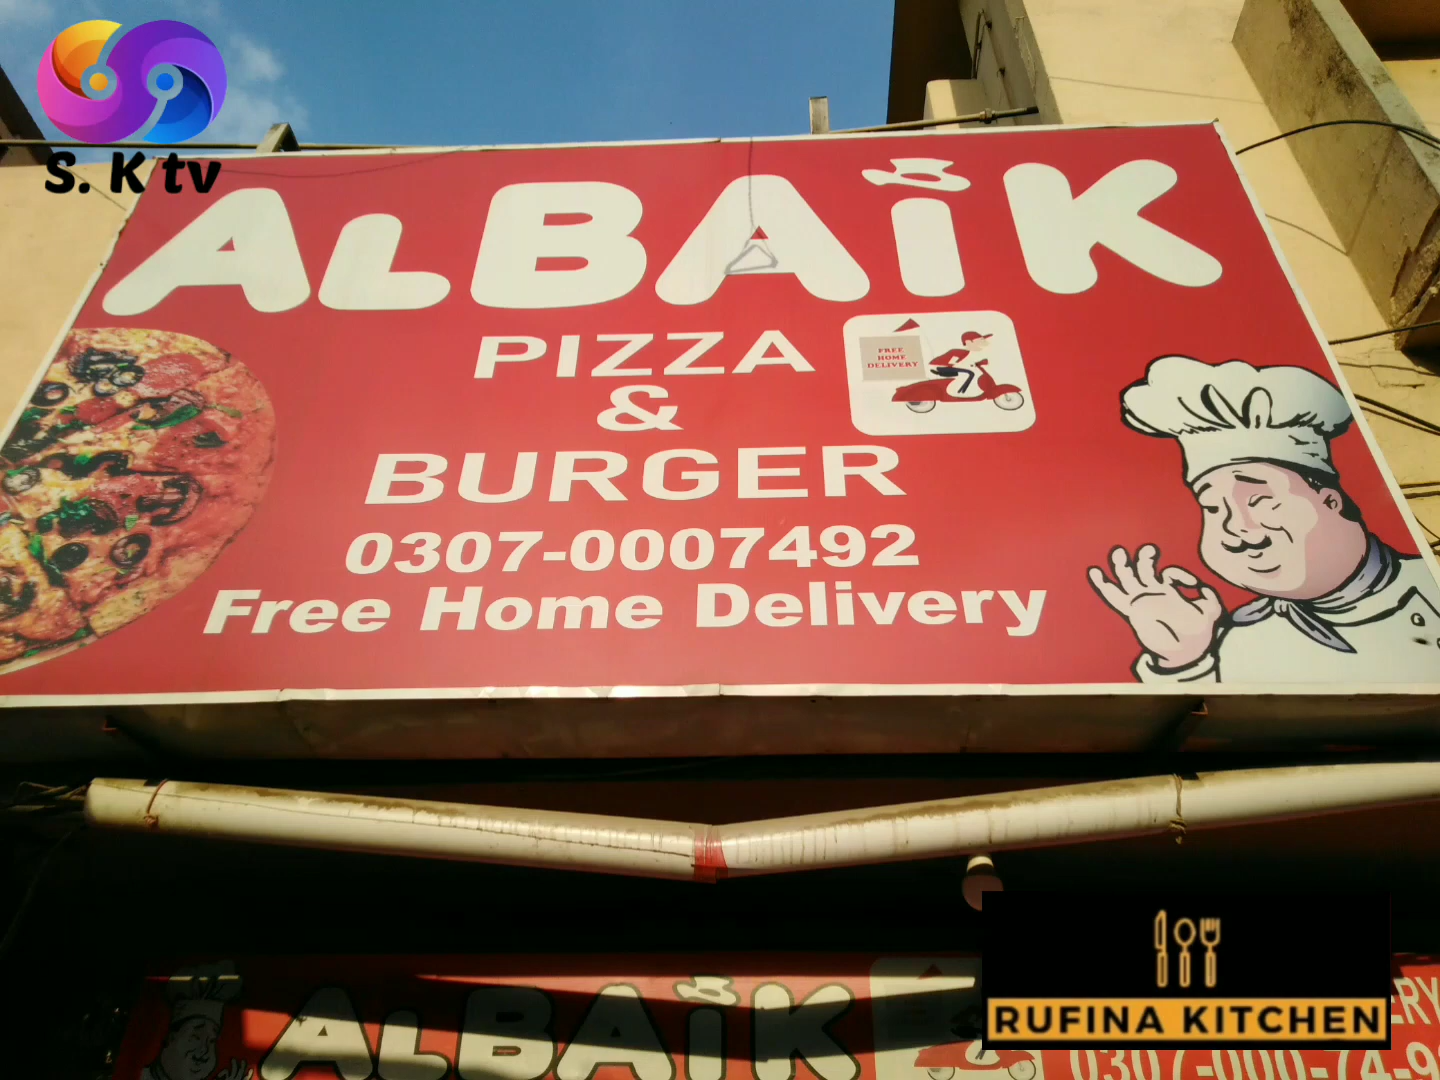 S. K tv
ALBAIK
PIZZA
&
BURGER
FREE
HOME
DELIVERY
0307-0007492
Free Home Delivery
ALBAIK
RUFINA KITCHEN